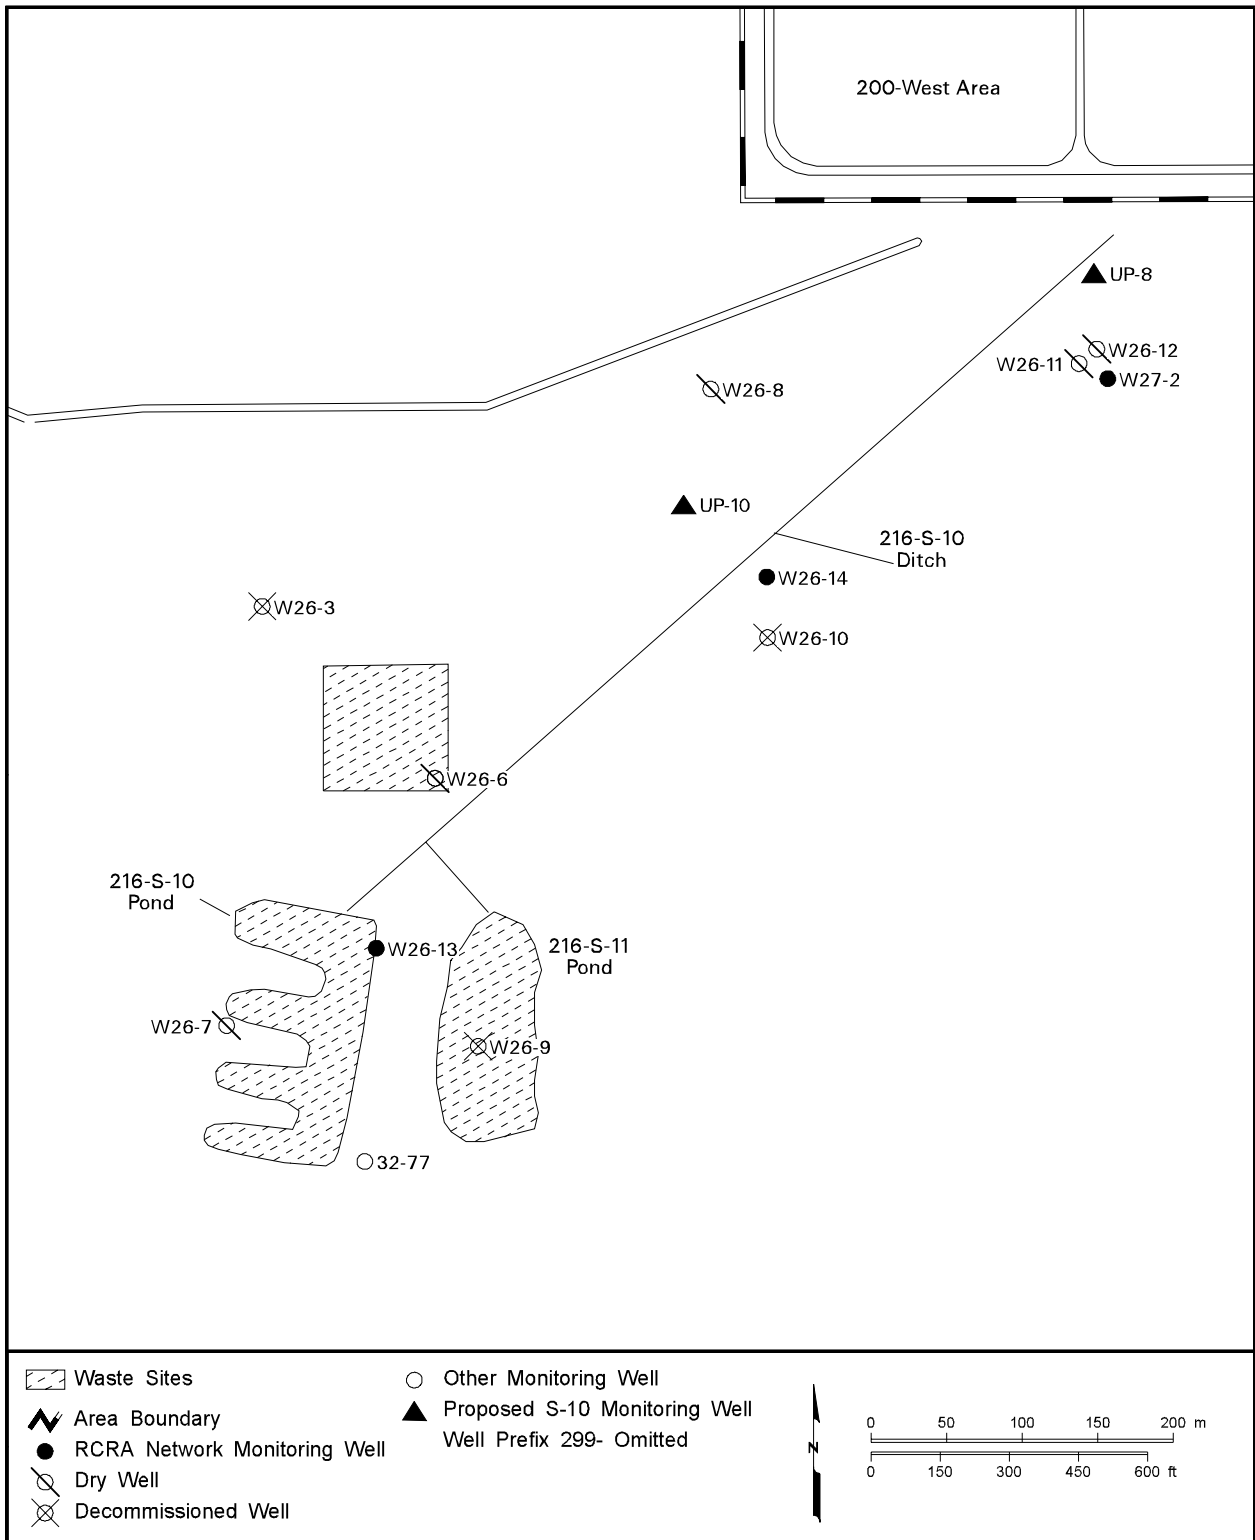 200-West Area
UP-8
W26-12
W26-11
W27-2
W26-8
UP-10
216-S-10
Ditch
W26-14
W26-3
W26-10
W26-6
216-S-10
Pond
W26-13
216-S-11
Pond
W26-7
W26-9
32-77
Waste Sites
Area Boundary
RCRA Network Monitoring Well
Dry Well
Decommissioned Well
Other Monitoring Well
Proposed S-10 Monitoring Well
Well Prefix 299- Omitted
N
0 50 100 150 200 m
0 150 300 450 600 ft